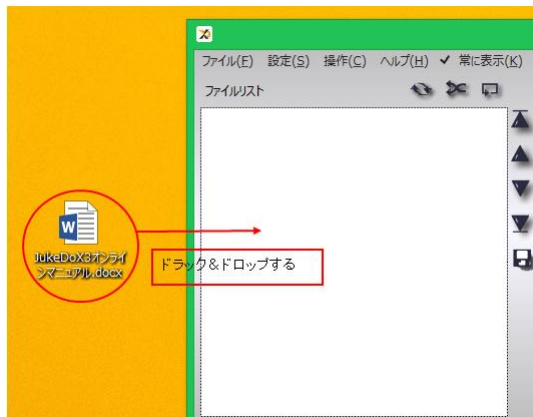 ファイル(F) 設定(S) 操作(C) ヘルプ(H) ✔ 常に表示(K)
ファイルリスト
JukeDoX3オンライ
ンマニュアル.docx
ドラック&ドロップする